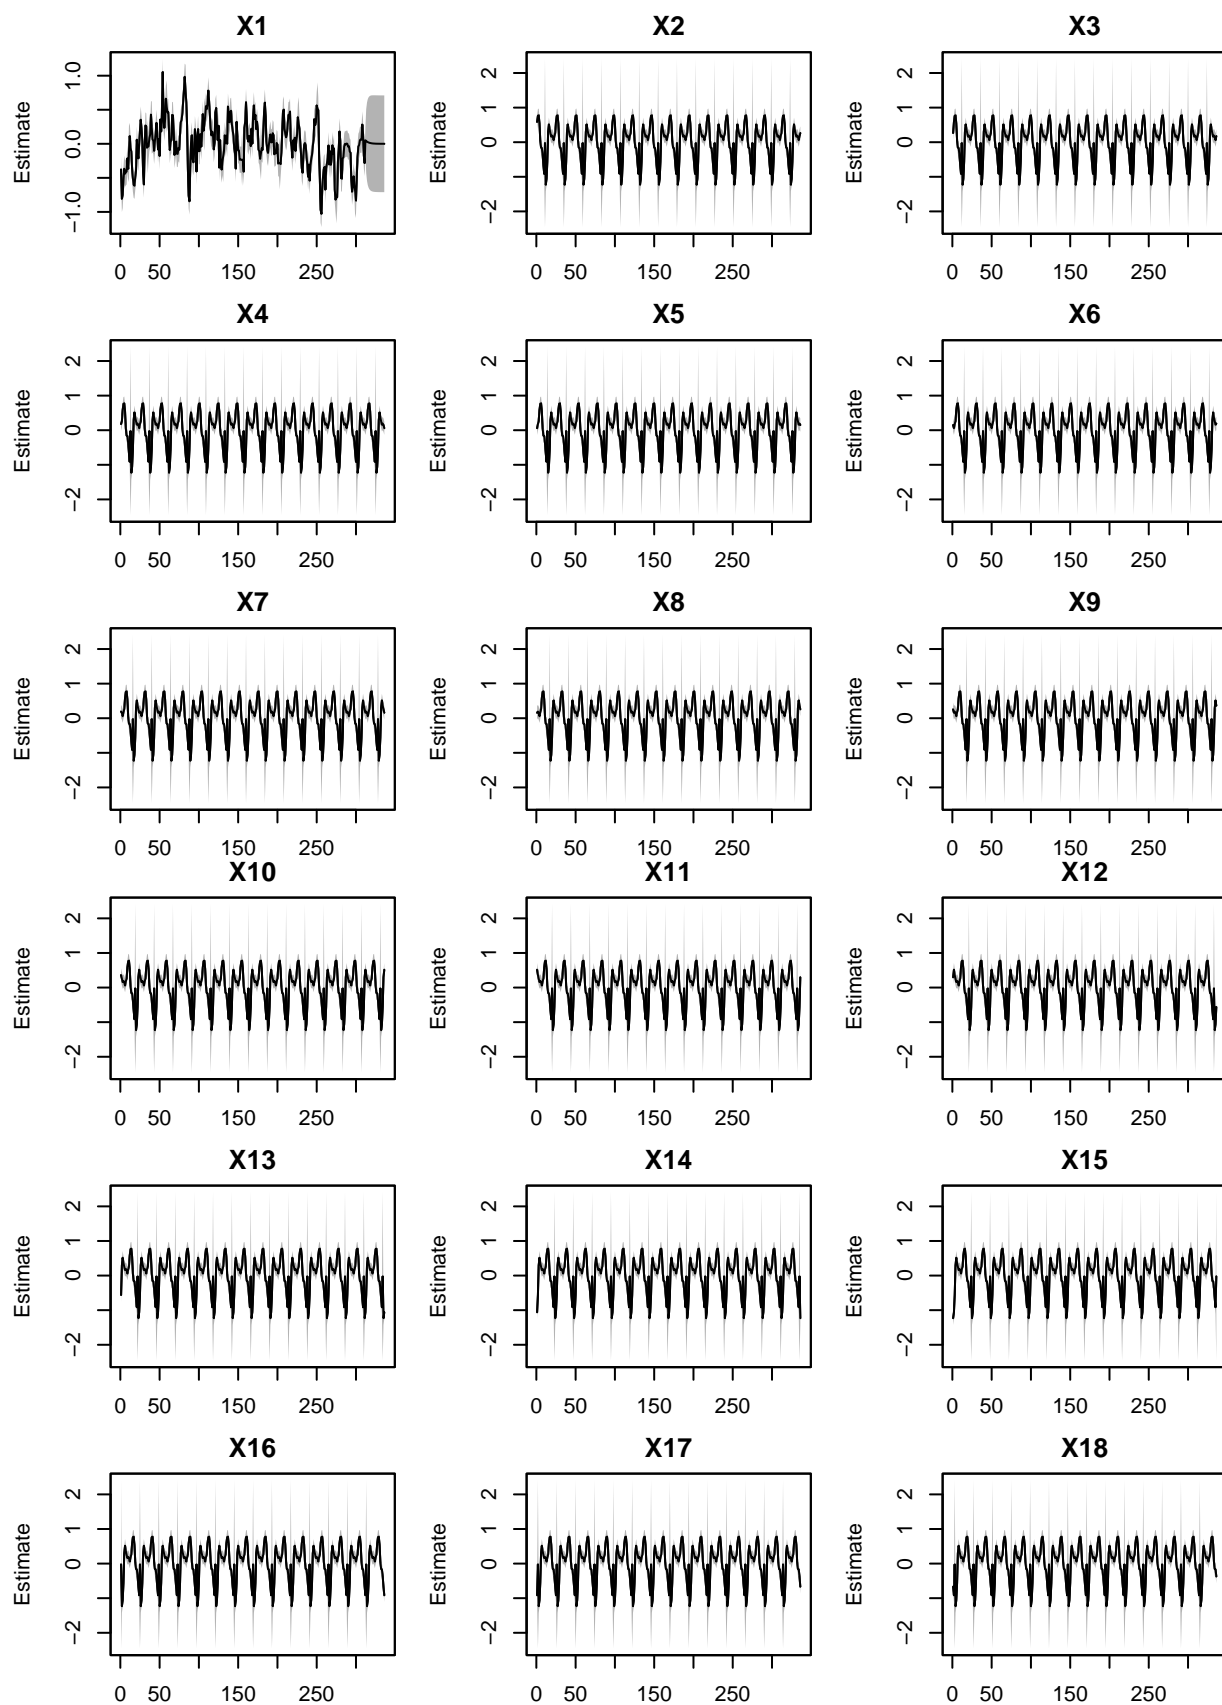 X1 X2 X3
Estimate −1.0 0.0 1.0 Estimate −2 0 1 2 Estimate −2 0 1 2
0 50 150 250 0 50 150 250 0 50 150 250
X4 X5 X6
Estimate −2 0 1 2 Estimate −2 0 1 2 Estimate −2 0 1 2
0 50 150 250 0 50 150 250 0 50 150 250
X7 X8 X9
Estimate −2 0 1 2 Estimate −2 0 1 2 Estimate −2 0 1 2
0 50 150 250 0 50 150 250 0 50 150 250
X10 X11 X12
Estimate −2 0 1 2 Estimate −2 0 1 2 Estimate −2 0 1 2
0 50 150 250 0 50 150 250 0 50 150 250
X13 X14 X15
Estimate −2 0 1 2 Estimate −2 0 1 2 Estimate −2 0 1 2
0 50 150 250 0 50 150 250 0 50 150 250
X16 X17 X18
Estimate −2 0 1 2 Estimate −2 0 1 2 Estimate −2 0 1 2
0 50 150 250 0 50 150 250 0 50 150 250